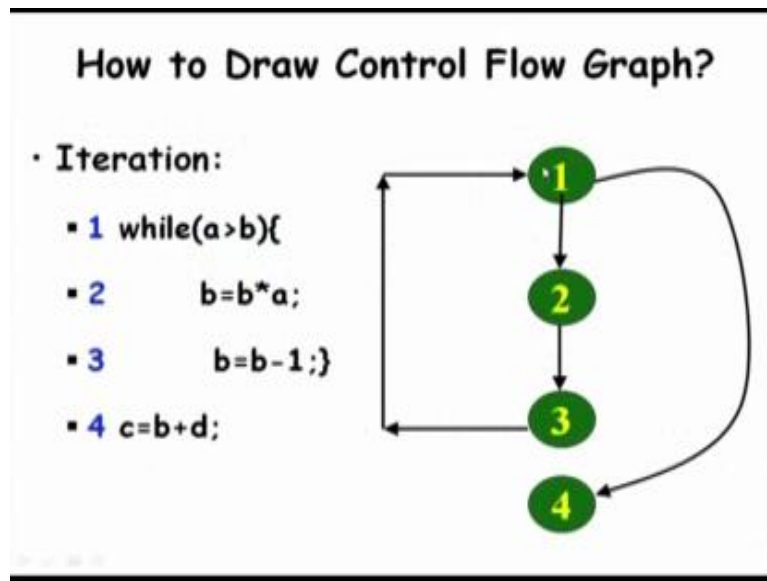 How to Draw Control Flow Graph?
· Iteration:
▪ 1 while(a>b){
▪ 2 b=b*a;
▪ 3 b=b-1;}
▪ 4 c=b+d;
1
2
3
4